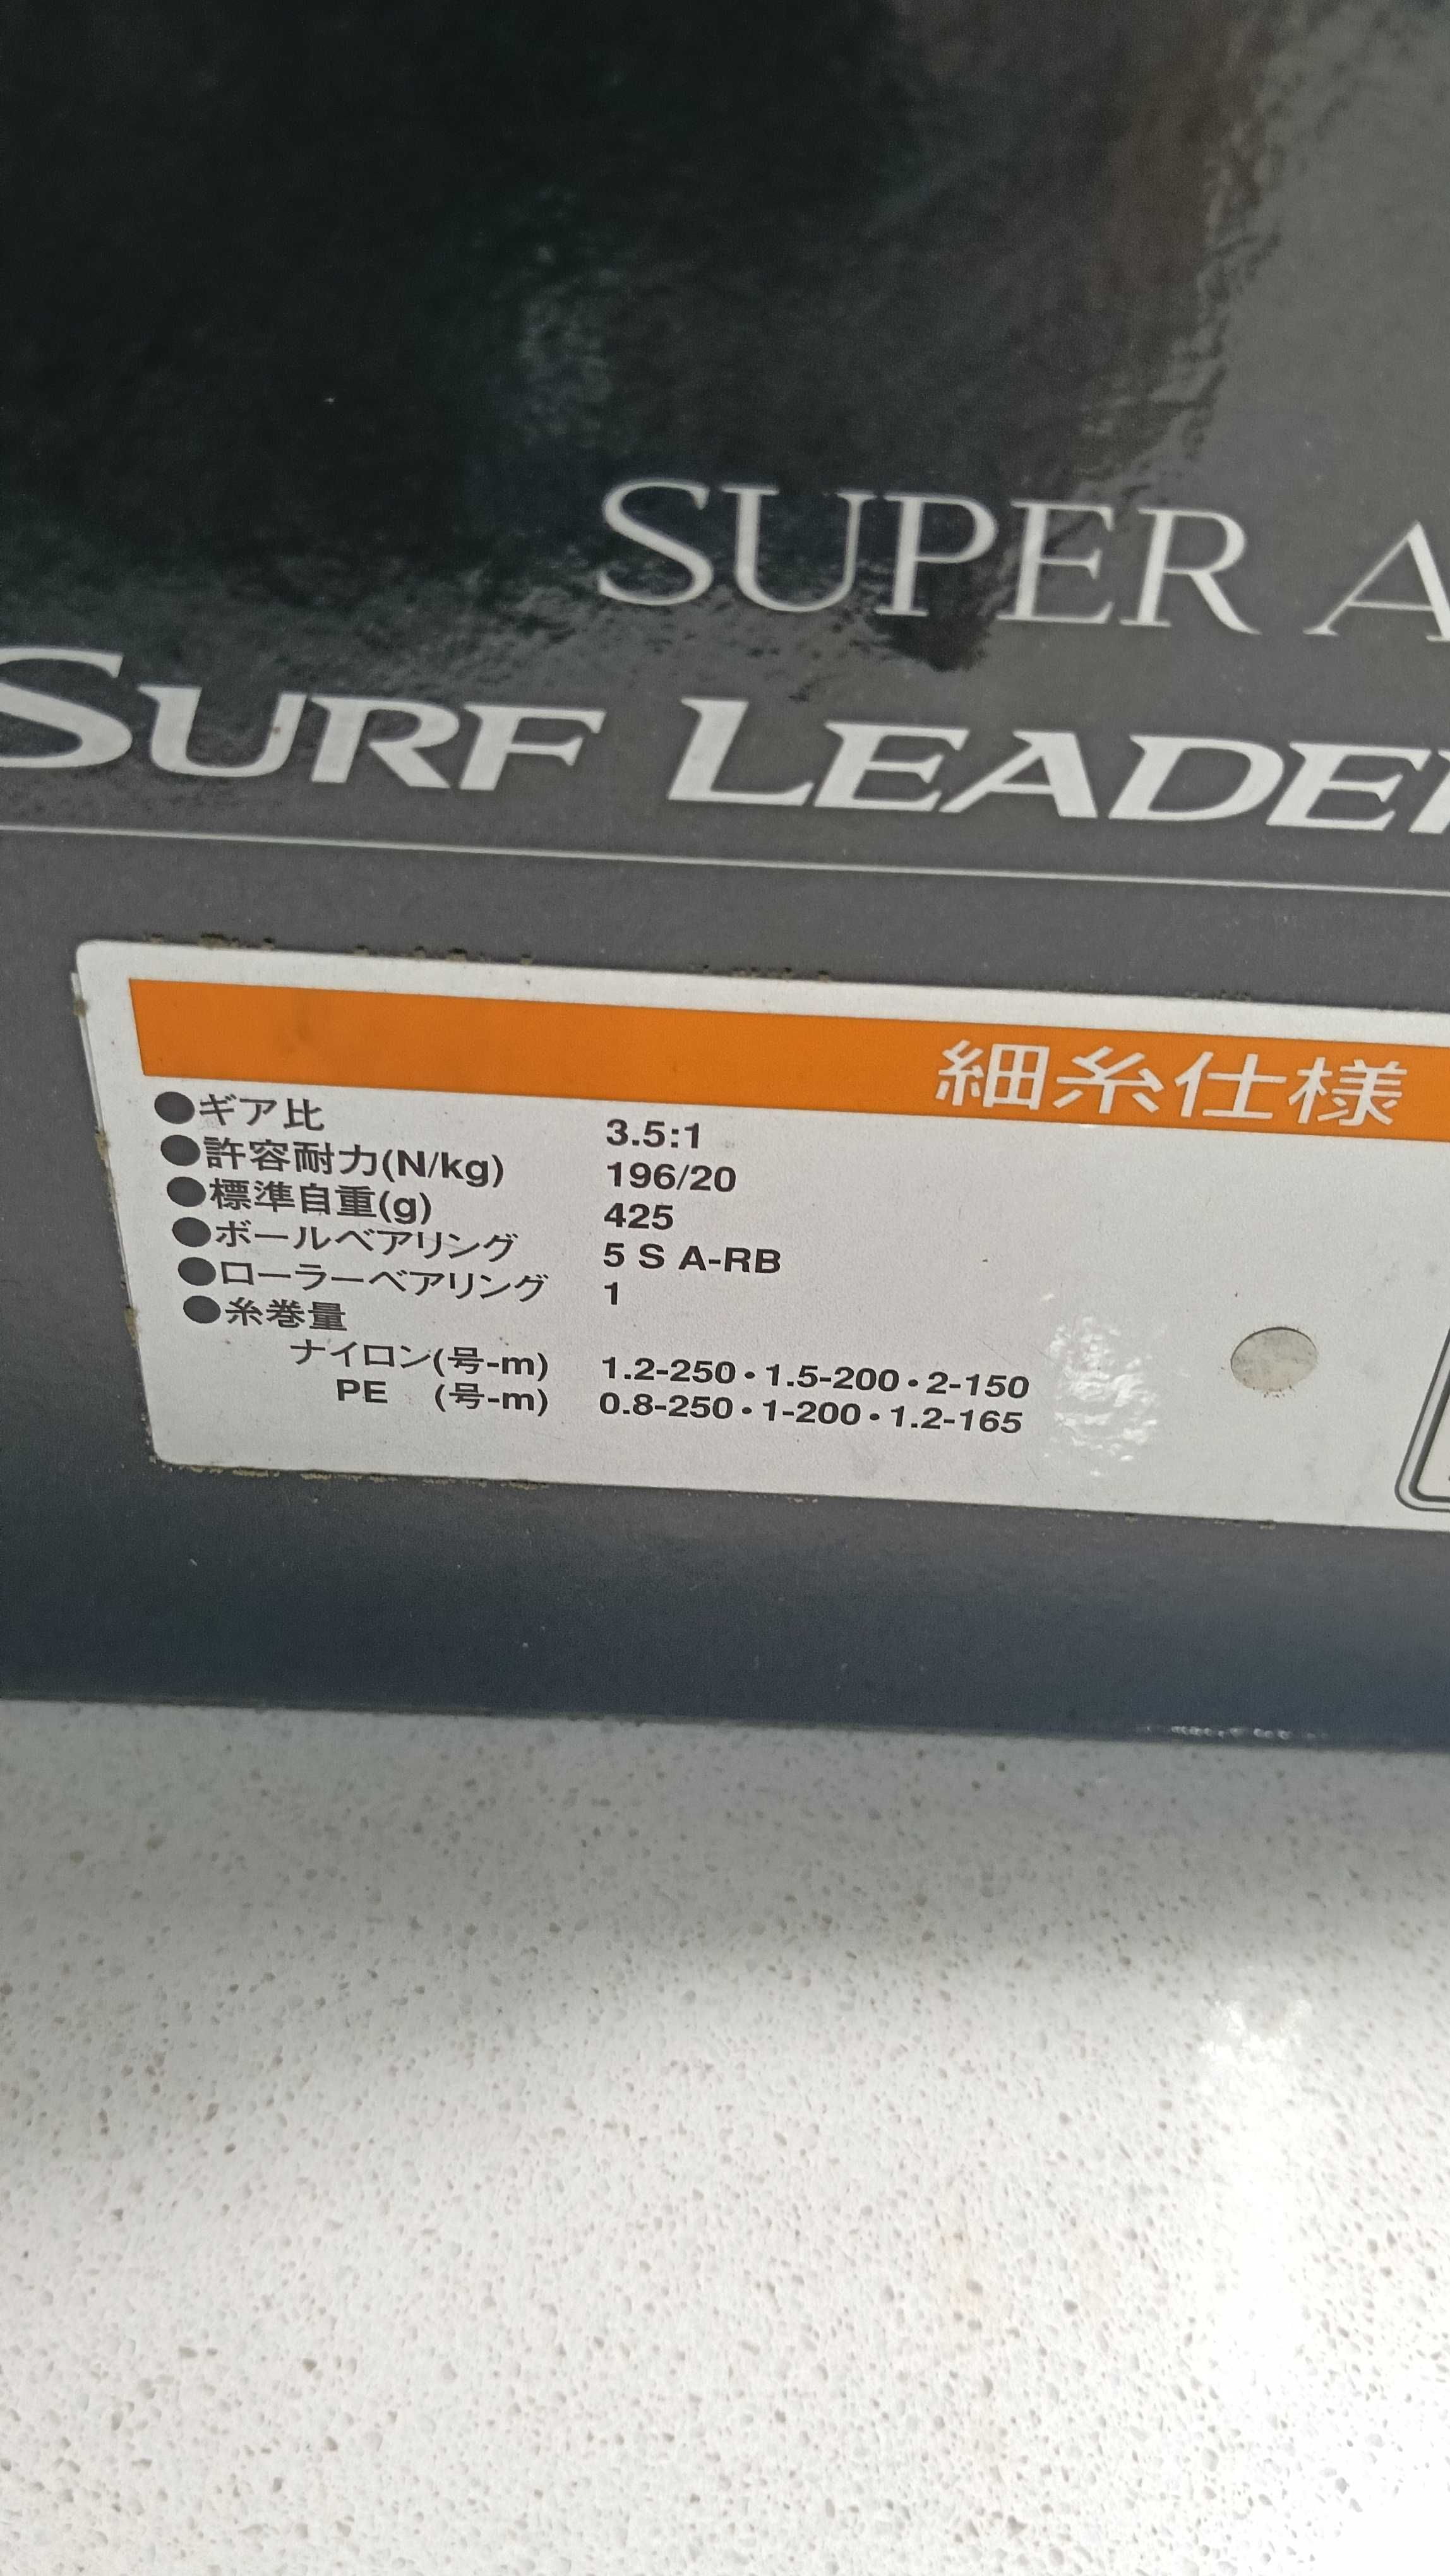 SUPER A
SURF LEADER
細糸仕様
●ギア比 3.5:1
●許容耐力(N/kg) 196/20
●標準自重(g) 425
●ボールベアリング 5 S A-RB
●ローラーベアリング 1
●糸巻量
ナイロン(号-m) 1.2-250・1.5-200・2-150
PE (号-m) 0.8-250・1-200・1.2-165